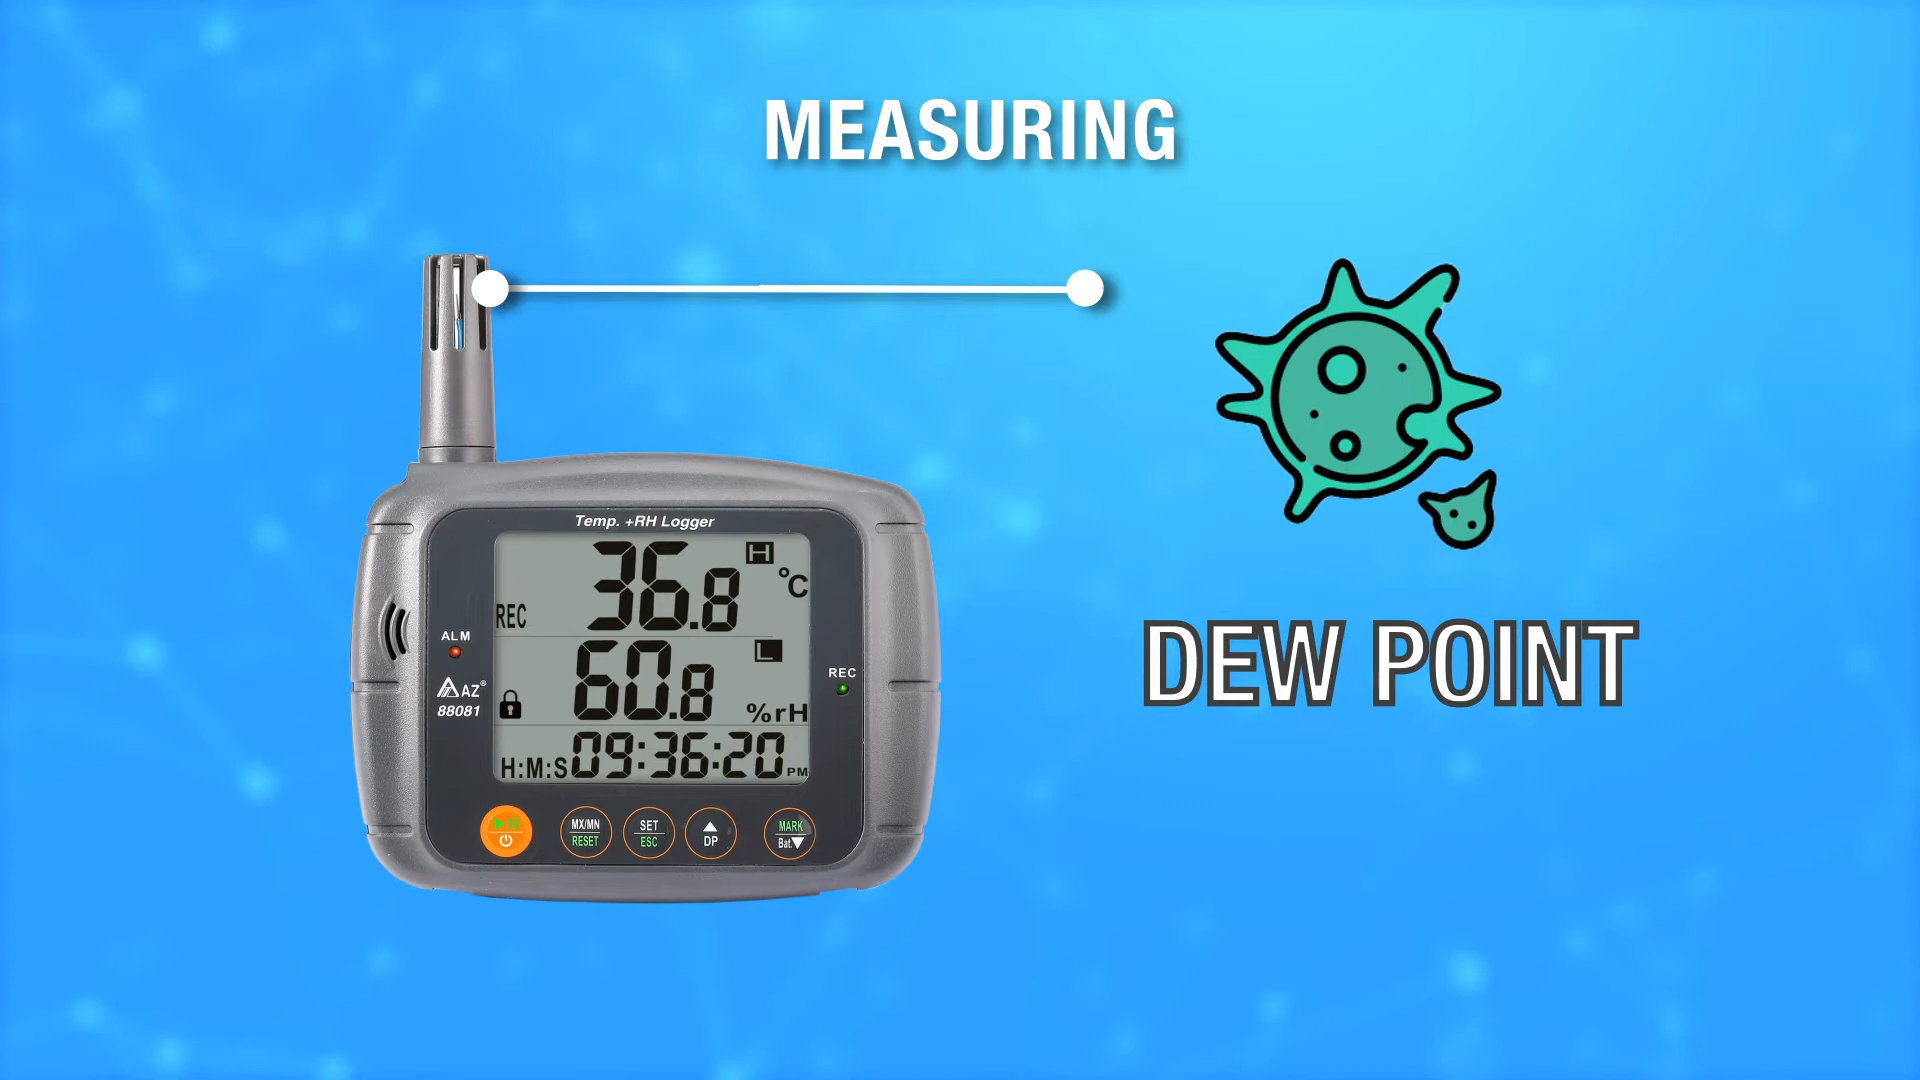 MEASURING
Temp. +RH Logger
36.8 H °C
REC
ALM
60.8 L %rH
REC
AZ®
88081
H:M:S 09:36:20 PM
MX/MN
RESET
SET
ESC
DP
MARK
Bat.
DEW POINT